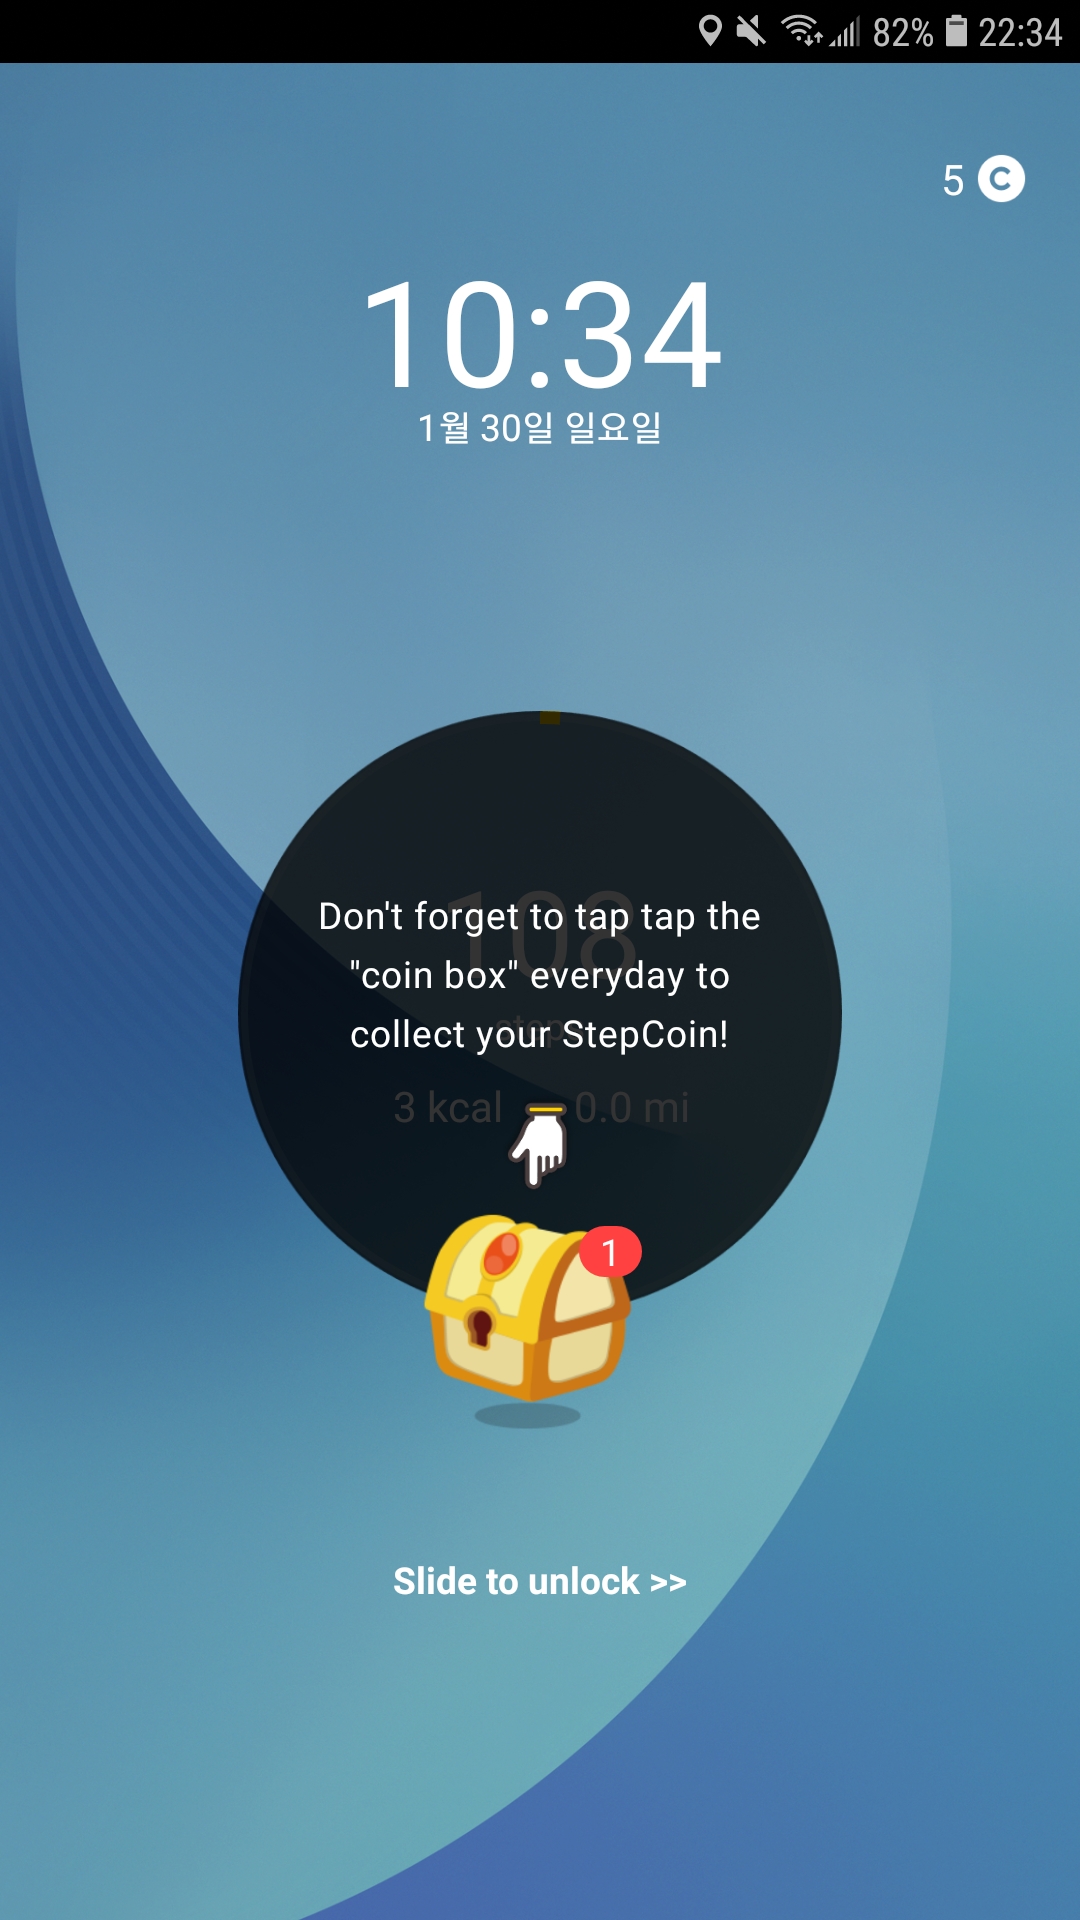 82% 22:34
5 C
10:34
1월 30일 일요일
108
Don't forget to tap tap the
"coin box" everyday to
steps
collect your StepCoin!
3 kcal 0.0 mi
1
Slide to unlock >>